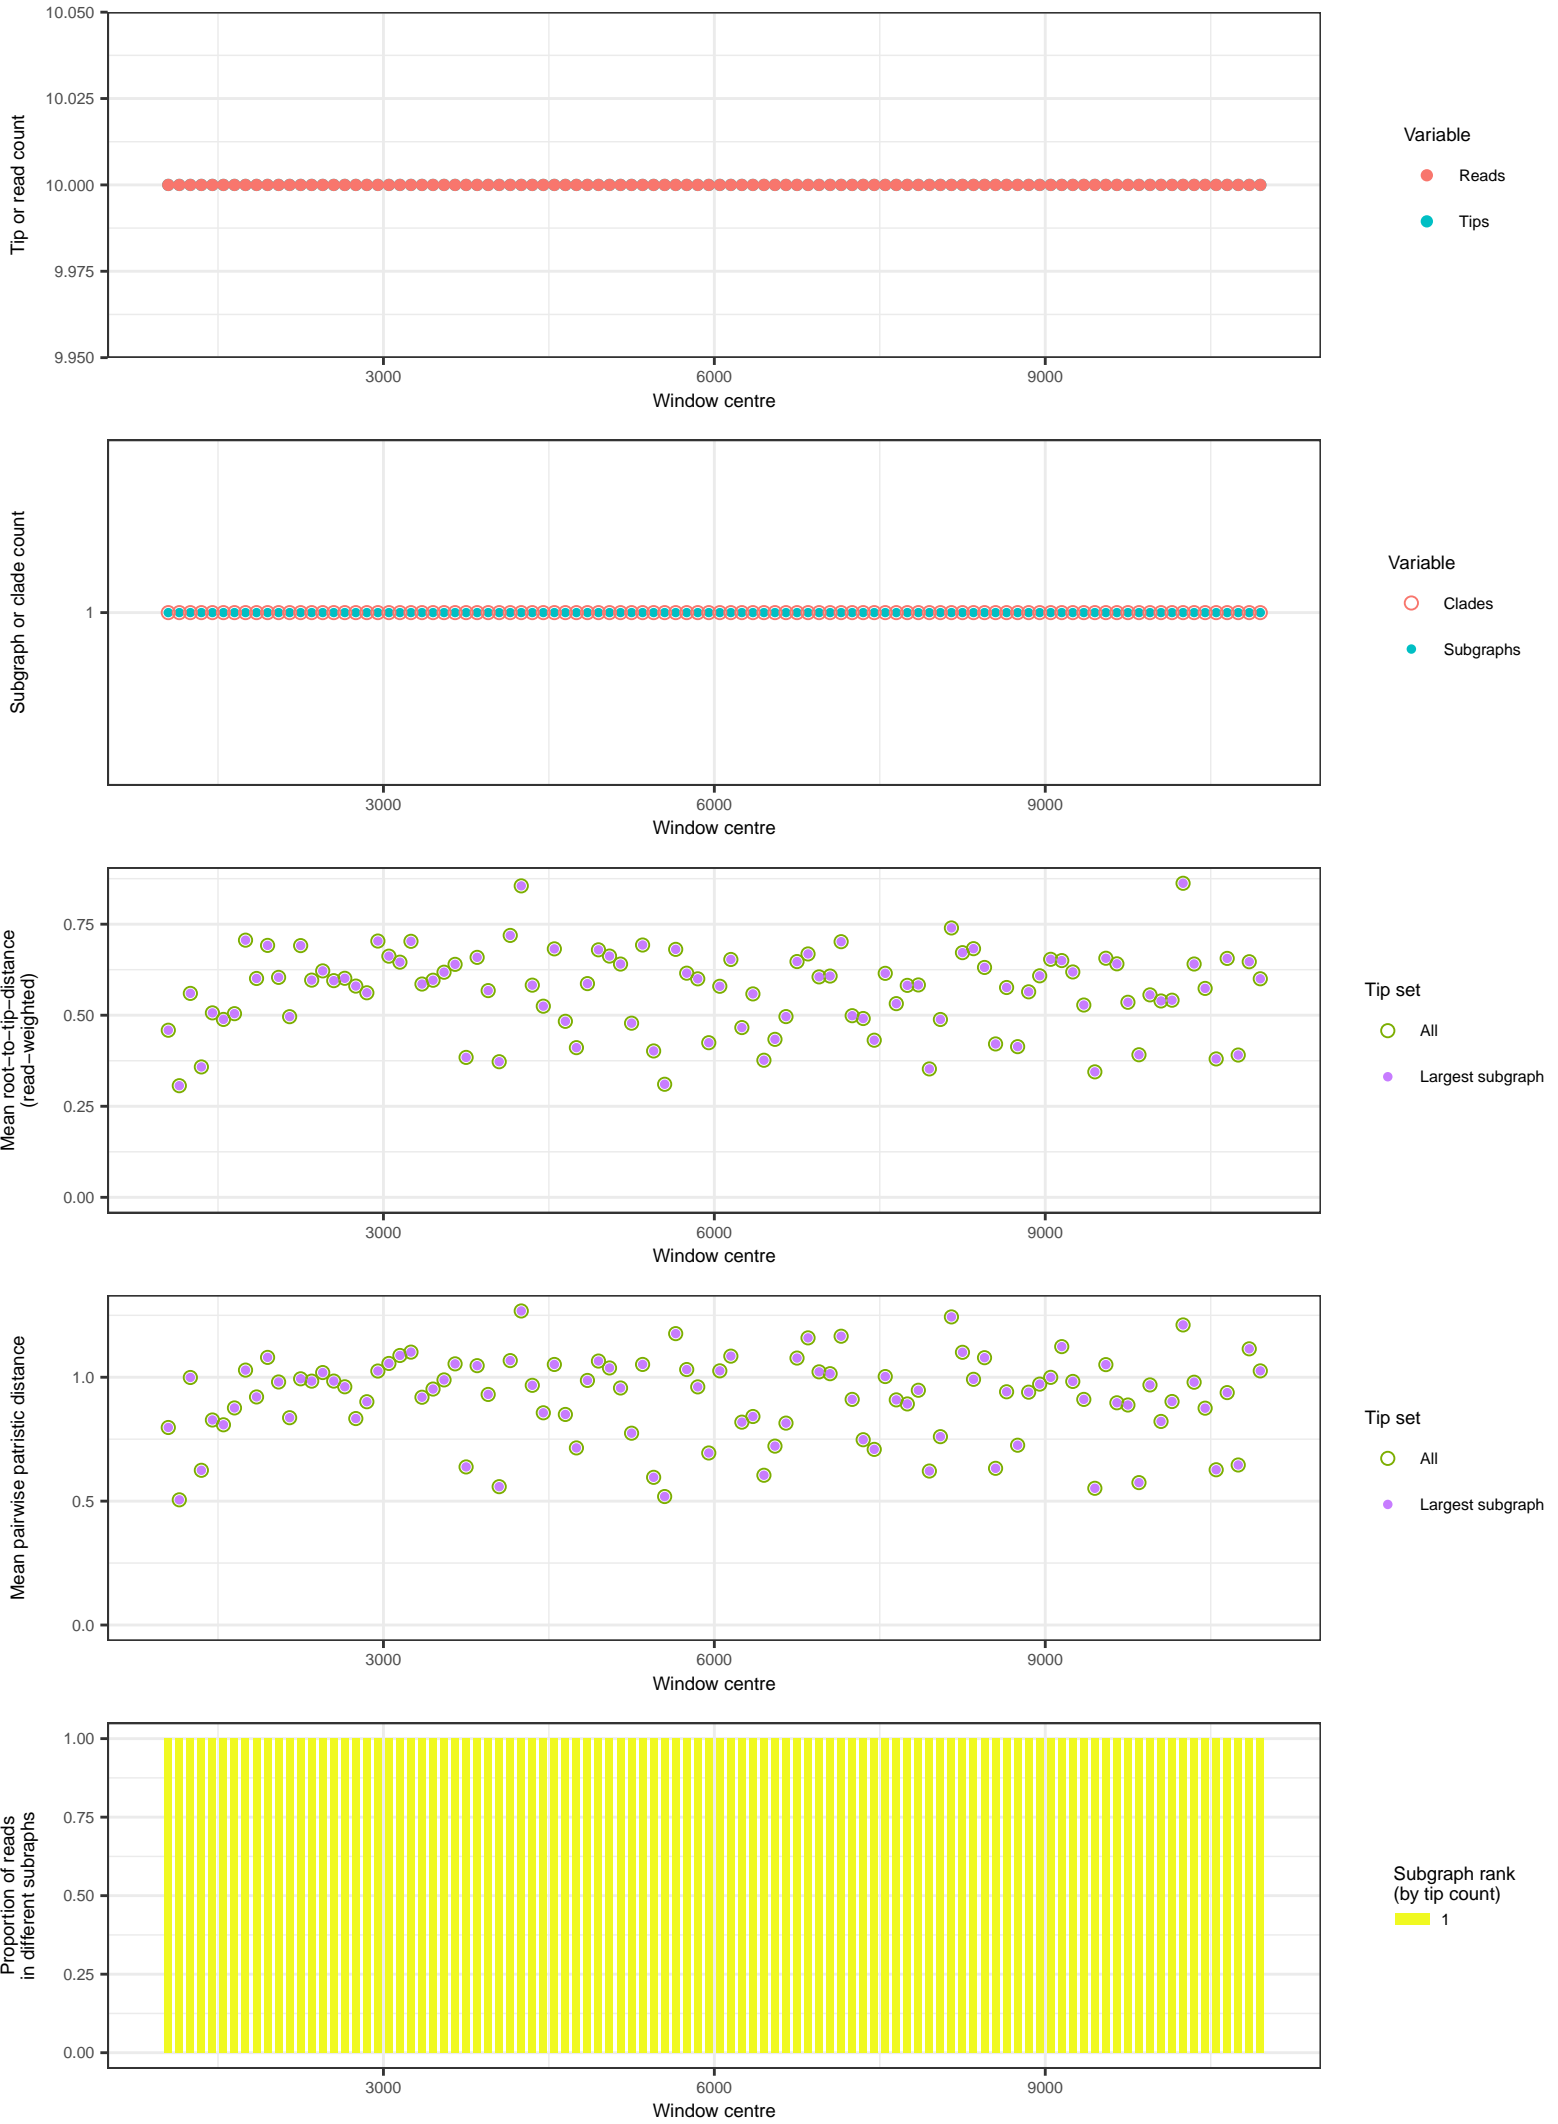 10.050
10.025
10.000
9.975
9.950
Tip or read count
3000
6000
9000
Window centre
Variable
Reads
Tips
1
Subgraph or clade count
3000
6000
9000
Window centre
Variable
Clades
Subgraphs
0.75
0.50
0.25
0.00
Mean root−to−tip−distance
(read−weighted)
3000
6000
9000
Window centre
Tip set
All
Largest subgraph
1.0
0.5
0.0
Mean pairwise patristic distance
3000
6000
9000
Window centre
Tip set
All
Largest subgraph
1.00
0.75
0.50
0.25
0.00
Proportion of reads
in different subraphs
3000
6000
9000
Window centre
Subgraph rank
(by tip count)
1